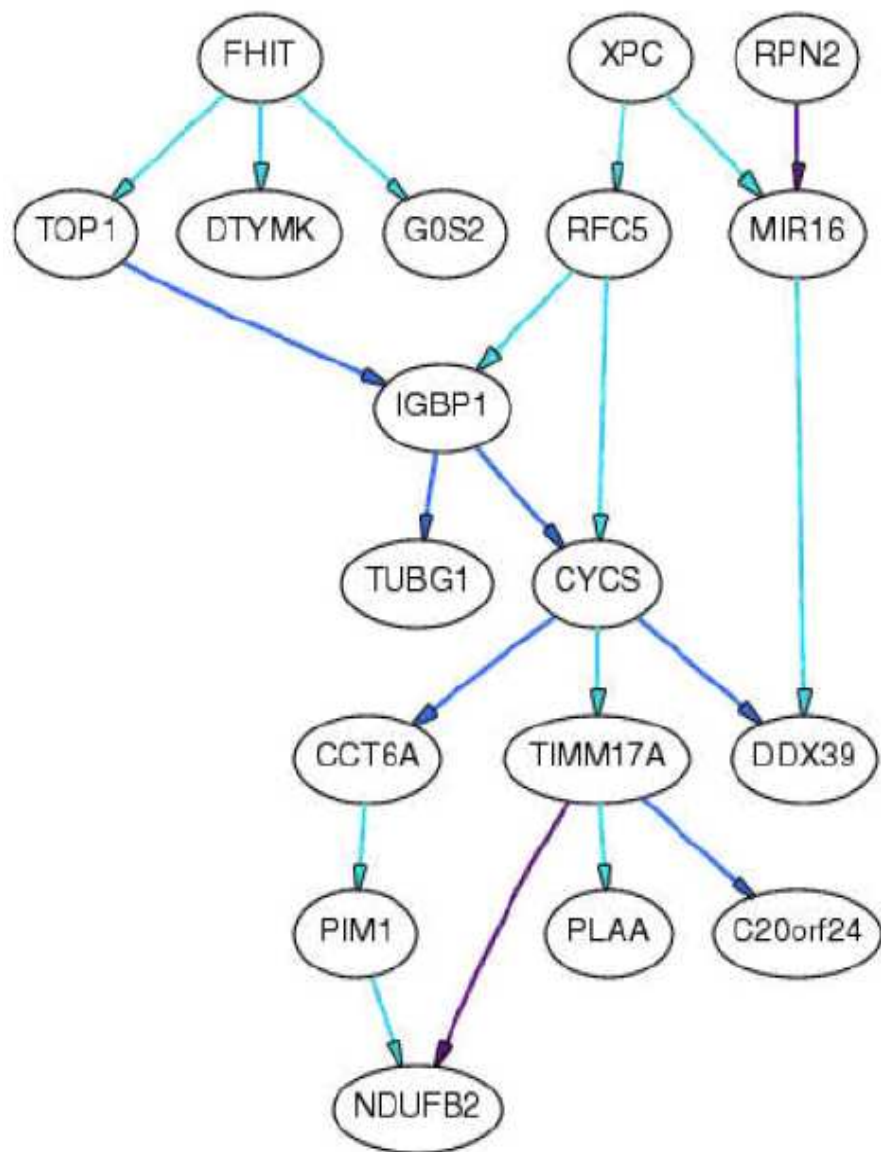 FHIT
XPC
RPN2
TOP1
DTYMK
G0S2
RFC5
MIR16
IGBP1
TUBG1
CYCS
CCT6A
TIMM17A
DDX39
PIM1
PLAA
C20orf24
NDUFB2